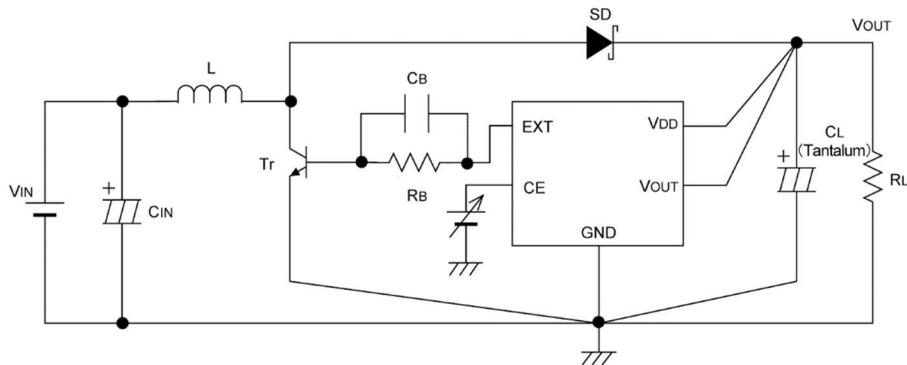 SD
VOUT
L
CB
EXT
VDD
CL
(Tantalum)
Tr
RB
CE
VOUT
RL
VIN
+
CIN
+
GND